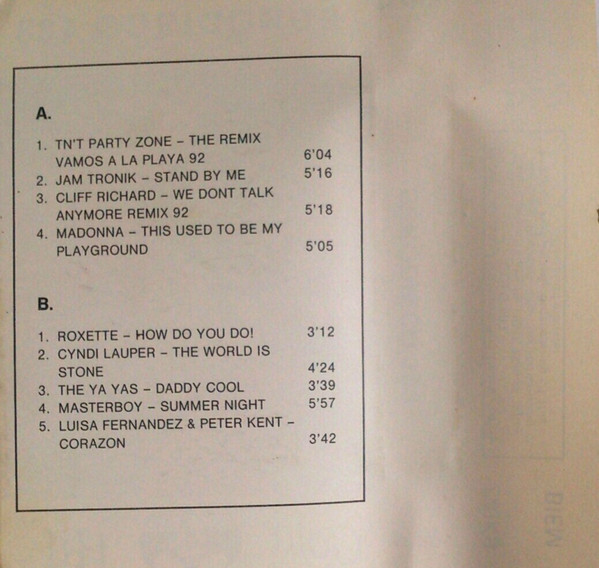 A.
1. TN'T PARTY ZONE – THE REMIX
VAMOS A LA PLAYA 92 6'04
2. JAM TRONIK – STAND BY ME 5'16
3. CLIFF RICHARD – WE DONT TALK
ANYMORE REMIX 92 5'18
4. MADONNA – THIS USED TO BE MY
PLAYGROUND 5'05
B.
1. ROXETTE – HOW DO YOU DO! 3'12
2. CYNDI LAUPER – THE WORLD IS
STONE 4'24
3. THE YA YAS – DADDY COOL 3'39
4. MASTERBOY – SUMMER NIGHT 5'57
5. LUISA FERNANDEZ & PETER KENT –
CORAZON 3'42
BIEM